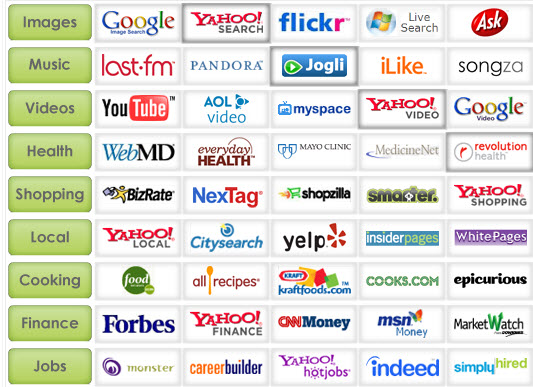 Images Google Image Search YAHOO! SEARCH flickr Live Search Ask
Music last·fm PANDORA Jogli iLike songza
Videos YouTube AOL video myspace YAHOO! VIDEO Google Video
Health WebMD everyday HEALTH MAYO CLINIC MedicineNet revolution health
Shopping BizRate NexTag shopzilla smarter. YAHOO! SHOPPING
Local YAHOO! LOCAL Citysearch yelp insiderpages WhitePages
Cooking food allrecipes KRAFT kraftfoods.com COOKS.COM epicurious
Finance Forbes YAHOO! FINANCE CNNMoney msn Money MarketWatch
Jobs monster careerbuilder YAHOO! hotjobs indeed simplyhired